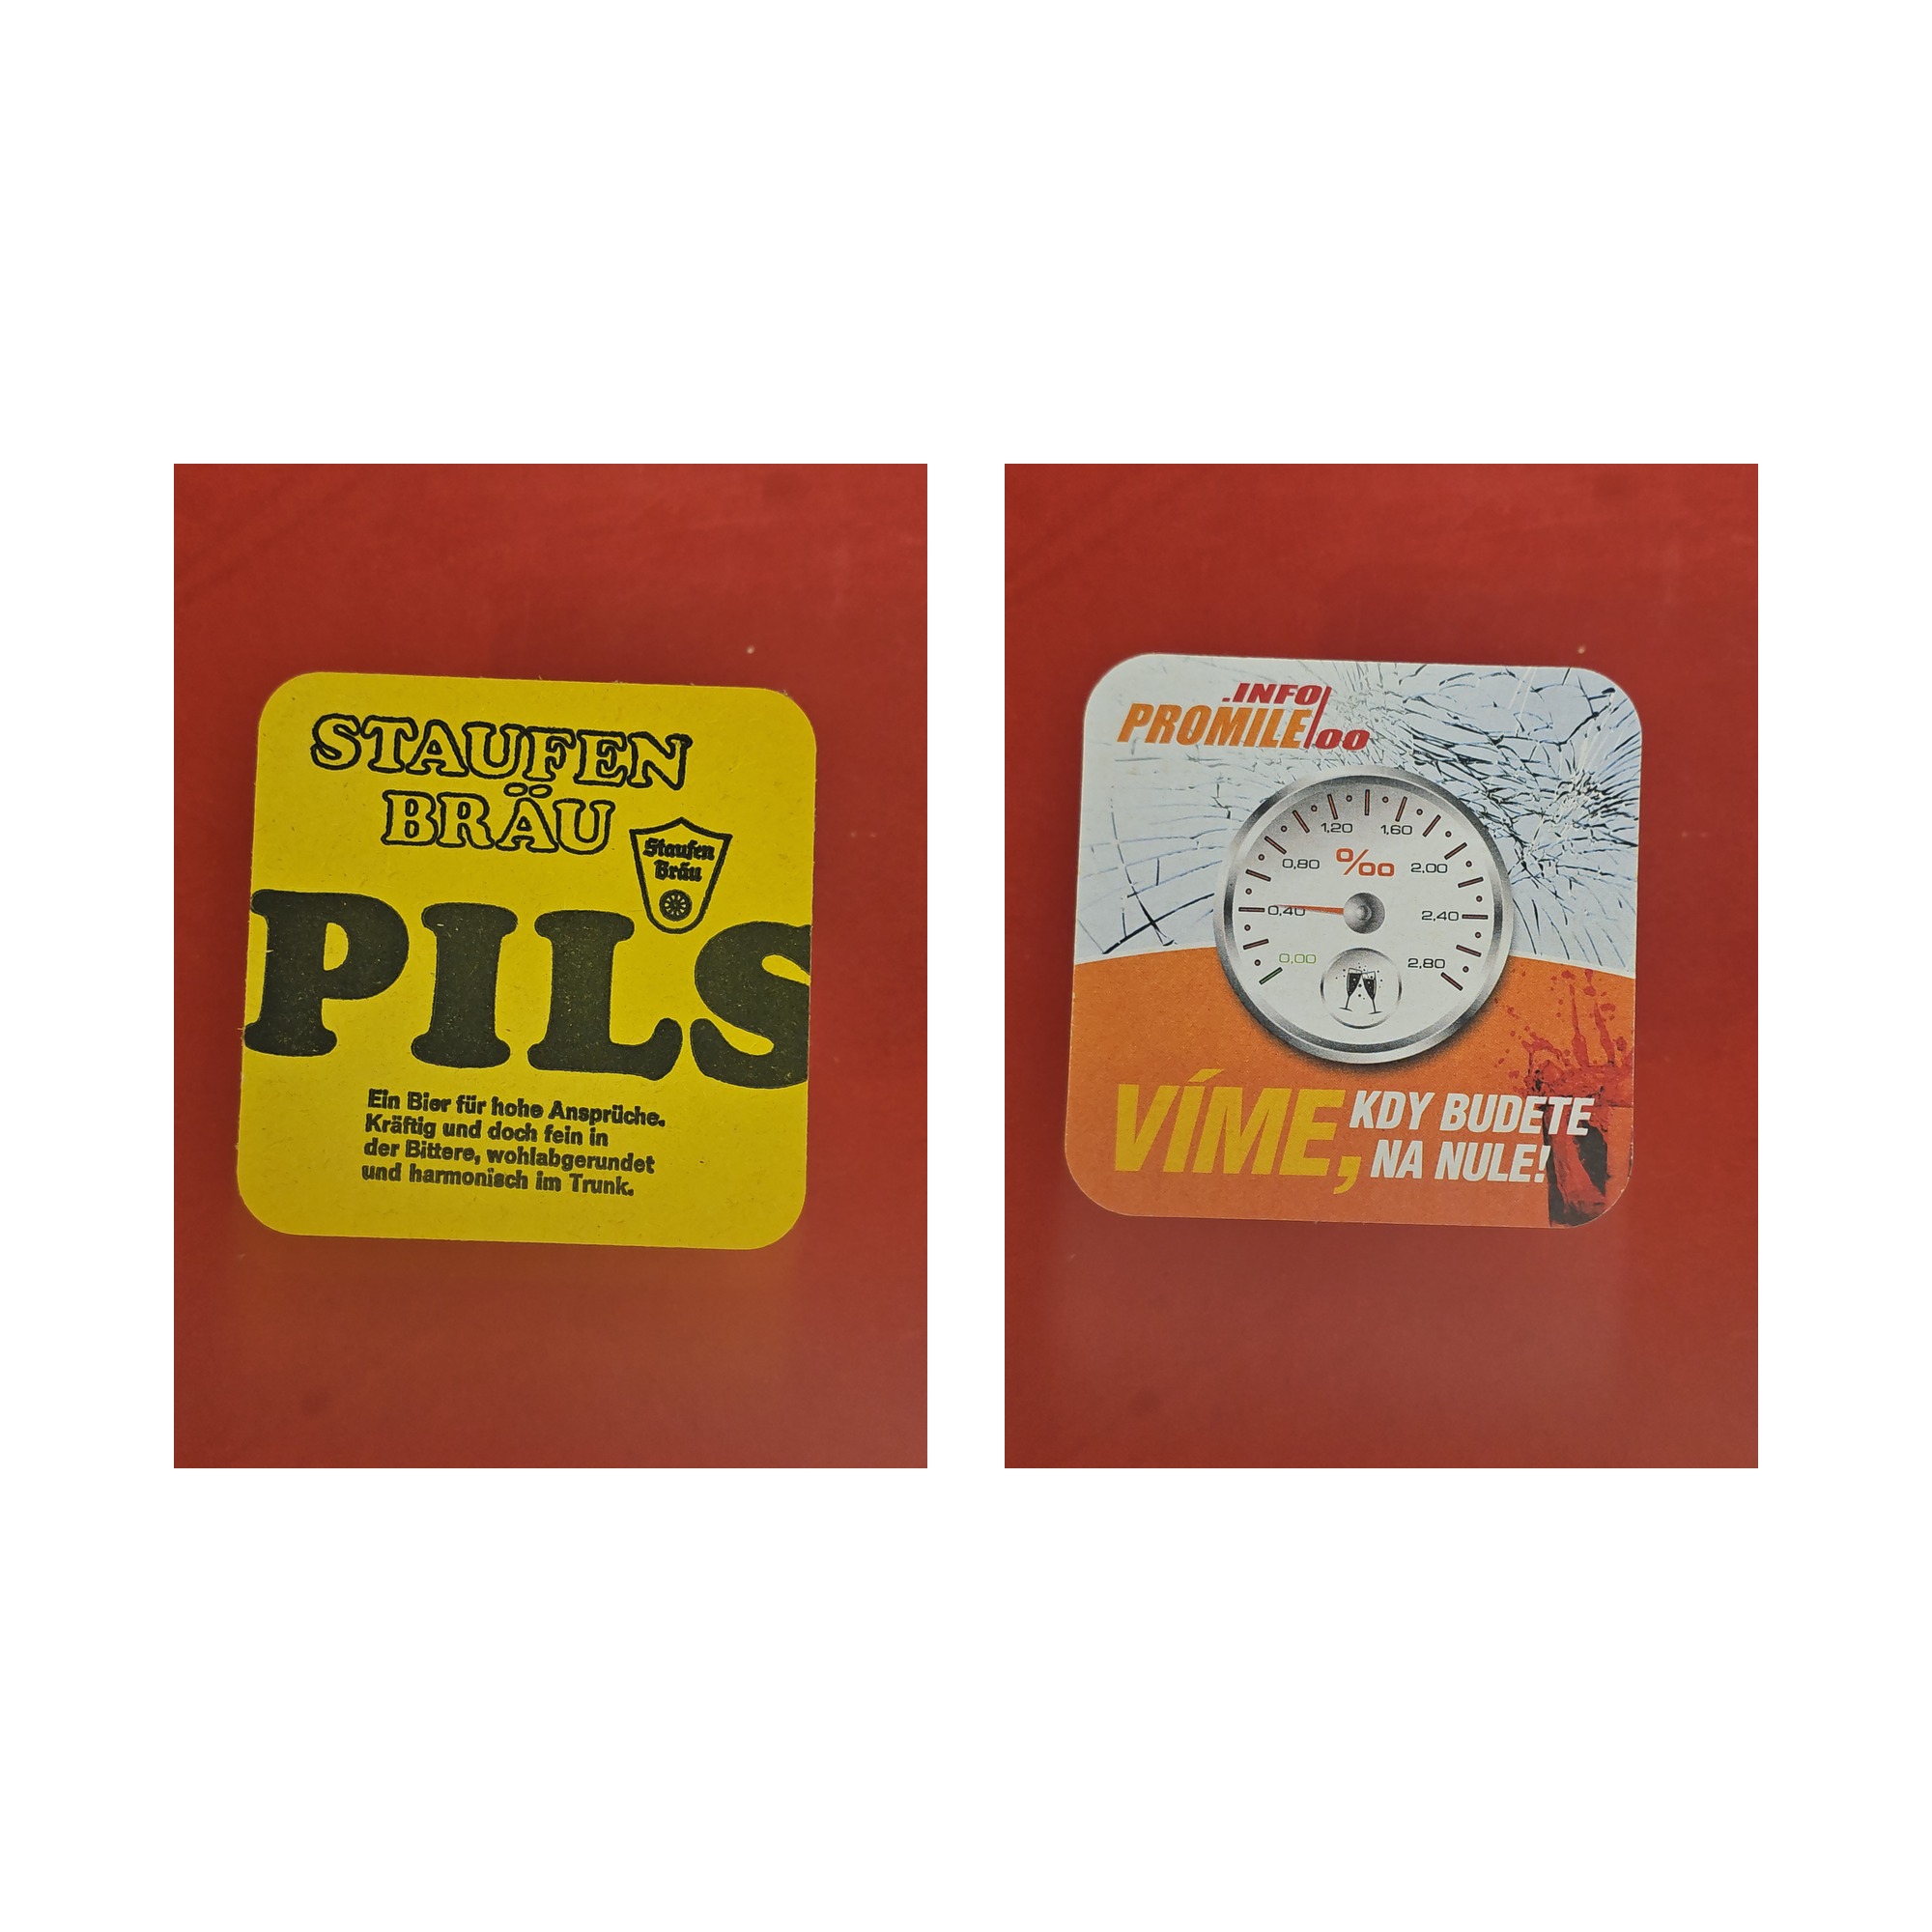 STAUFEN
BRÄU
Staufen
Bräu
PILS
Ein Bier für hohe Ansprüche.
Kräftig und doch fein in
der Bittere, wohlabgerundet
und harmonisch im Trunk.
.INFO
PROMILE/00
1,20 1,60
0,80 %00 2,00
0,40 2,40
0,00 2,80
VÍME, KDY BUDETE
NA NULE!